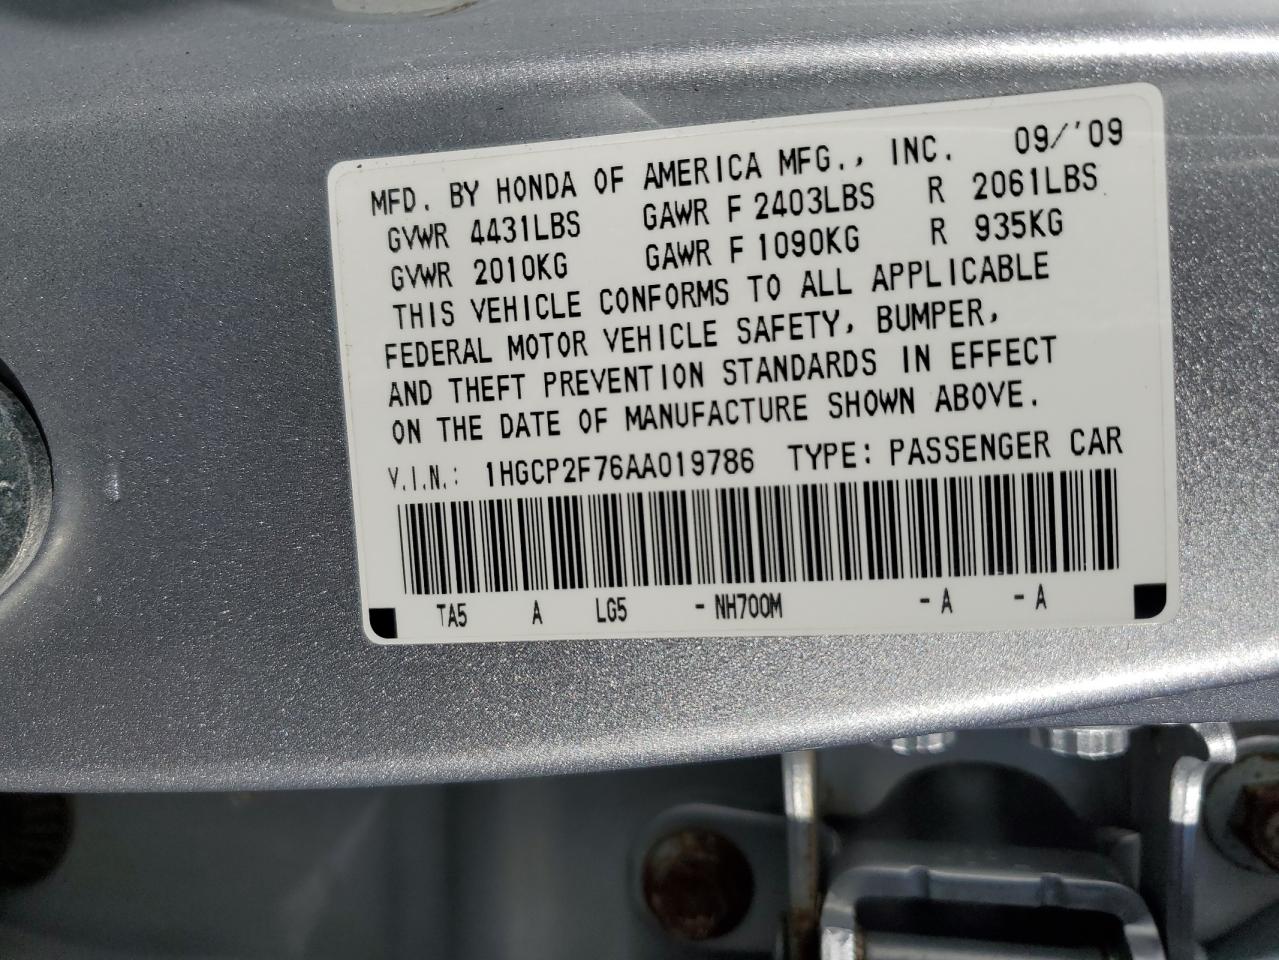 MFD. BY HONDA OF AMERICA MFG., INC. 09/'09
GVWR 4431LBS GAWR F 2403LBS R 2061LBS
GVWR 2010KG GAWR F 1090KG R 935KG
THIS VEHICLE CONFORMS TO ALL APPLICABLE
FEDERAL MOTOR VEHICLE SAFETY, BUMPER,
AND THEFT PREVENTION STANDARDS IN EFFECT
ON THE DATE OF MANUFACTURE SHOWN ABOVE.
V.I.N.: 1HGCP2F76AA019786 TYPE: PASSENGER CAR
TA5 A LG5 - NH700M - A - A